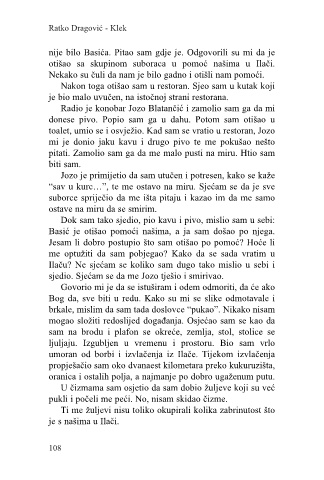 Ratko Dragović - Klek
nije bilo Basića. Pitao sam gdje je. Odgovorili su mi da je
otišao sa skupinom suboraca u pomoć našima u Ilači.
Nekako su čuli da nam je bilo gadno i otišli nam pomoći.
Nakon toga otišao sam u restoran. Sjeo sam u kutak koji
je bio malo uvučen, na istočnoj strani restorana.
Radio je konobar Jozo Blatančić i zamolio sam ga da mi
donese pivo. Popio sam ga u dahu. Potom sam otišao u
toalet, umio se i osvježio. Kad sam se vratio u restoran, Jozo
mi je donio jaku kavu i drugo pivo te me pokušao nešto
pitati. Zamolio sam ga da me malo pusti na miru. Htio sam
biti sam.
Jozo je primijetio da sam utučen i potresen, kako se kaže
“sav u kurc…”, te me ostavo na miru. Sjećam se da je sve
suborce spriječio da me išta pitaju i kazao im da me samo
ostave na miru da se smirim.
Dok sam tako sjedio, pio kavu i pivo, mislio sam u sebi:
Basić je otišao pomoći našima, a ja sam došao po njega.
Jesam li dobro postupio što sam otišao po pomoć? Hoće li
me optužiti da sam pobjegao? Kako da se sada vratim u
Ilaču? Ne sjećam se koliko sam dugo tako mislio u sebi i
sjedio. Sjećam se da me Jozo tješio i smirivao.
Govorio mi je da se istuširam i odem odmoriti, da će ako
Bog da, sve biti u redu. Kako su mi se slike odmotavale i
brkale, mislim da sam tada doslovce “pukao”. Nikako nisam
mogao složiti redoslijed događanja. Osjećao sam se kao da
sam na brodu i plafon se okreće, zemlja, stol, stolice se
ljuljaju. Izgubljen u vremenu i prostoru. Bio sam vrlo
umoran od borbi i izvlačenja iz Ilače. Tijekom izvlačenja
propješačio sam oko dvanaest kilometara preko kukuruzišta,
oranica i ostalih polja, a najmanje po dobro ugaženom putu.
U čizmama sam osjetio da sam dobio žuljeve koji su već
pukli i počeli me peći. No, nisam skidao čizme.
Ti me žuljevi nisu toliko okupirali kolika zabrinutost što
je s našima u Ilači.
108